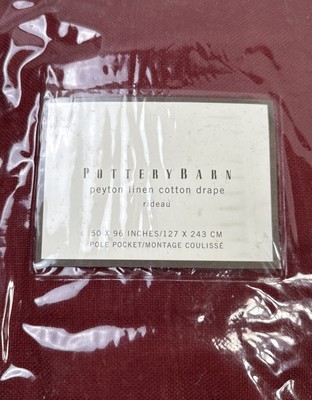 POTTERYBARN
peyton linen cotton drape
rideau
50 X 96 INCHES/127 X 243 CM
POLE POCKET/MONTAGE COULISSÉ